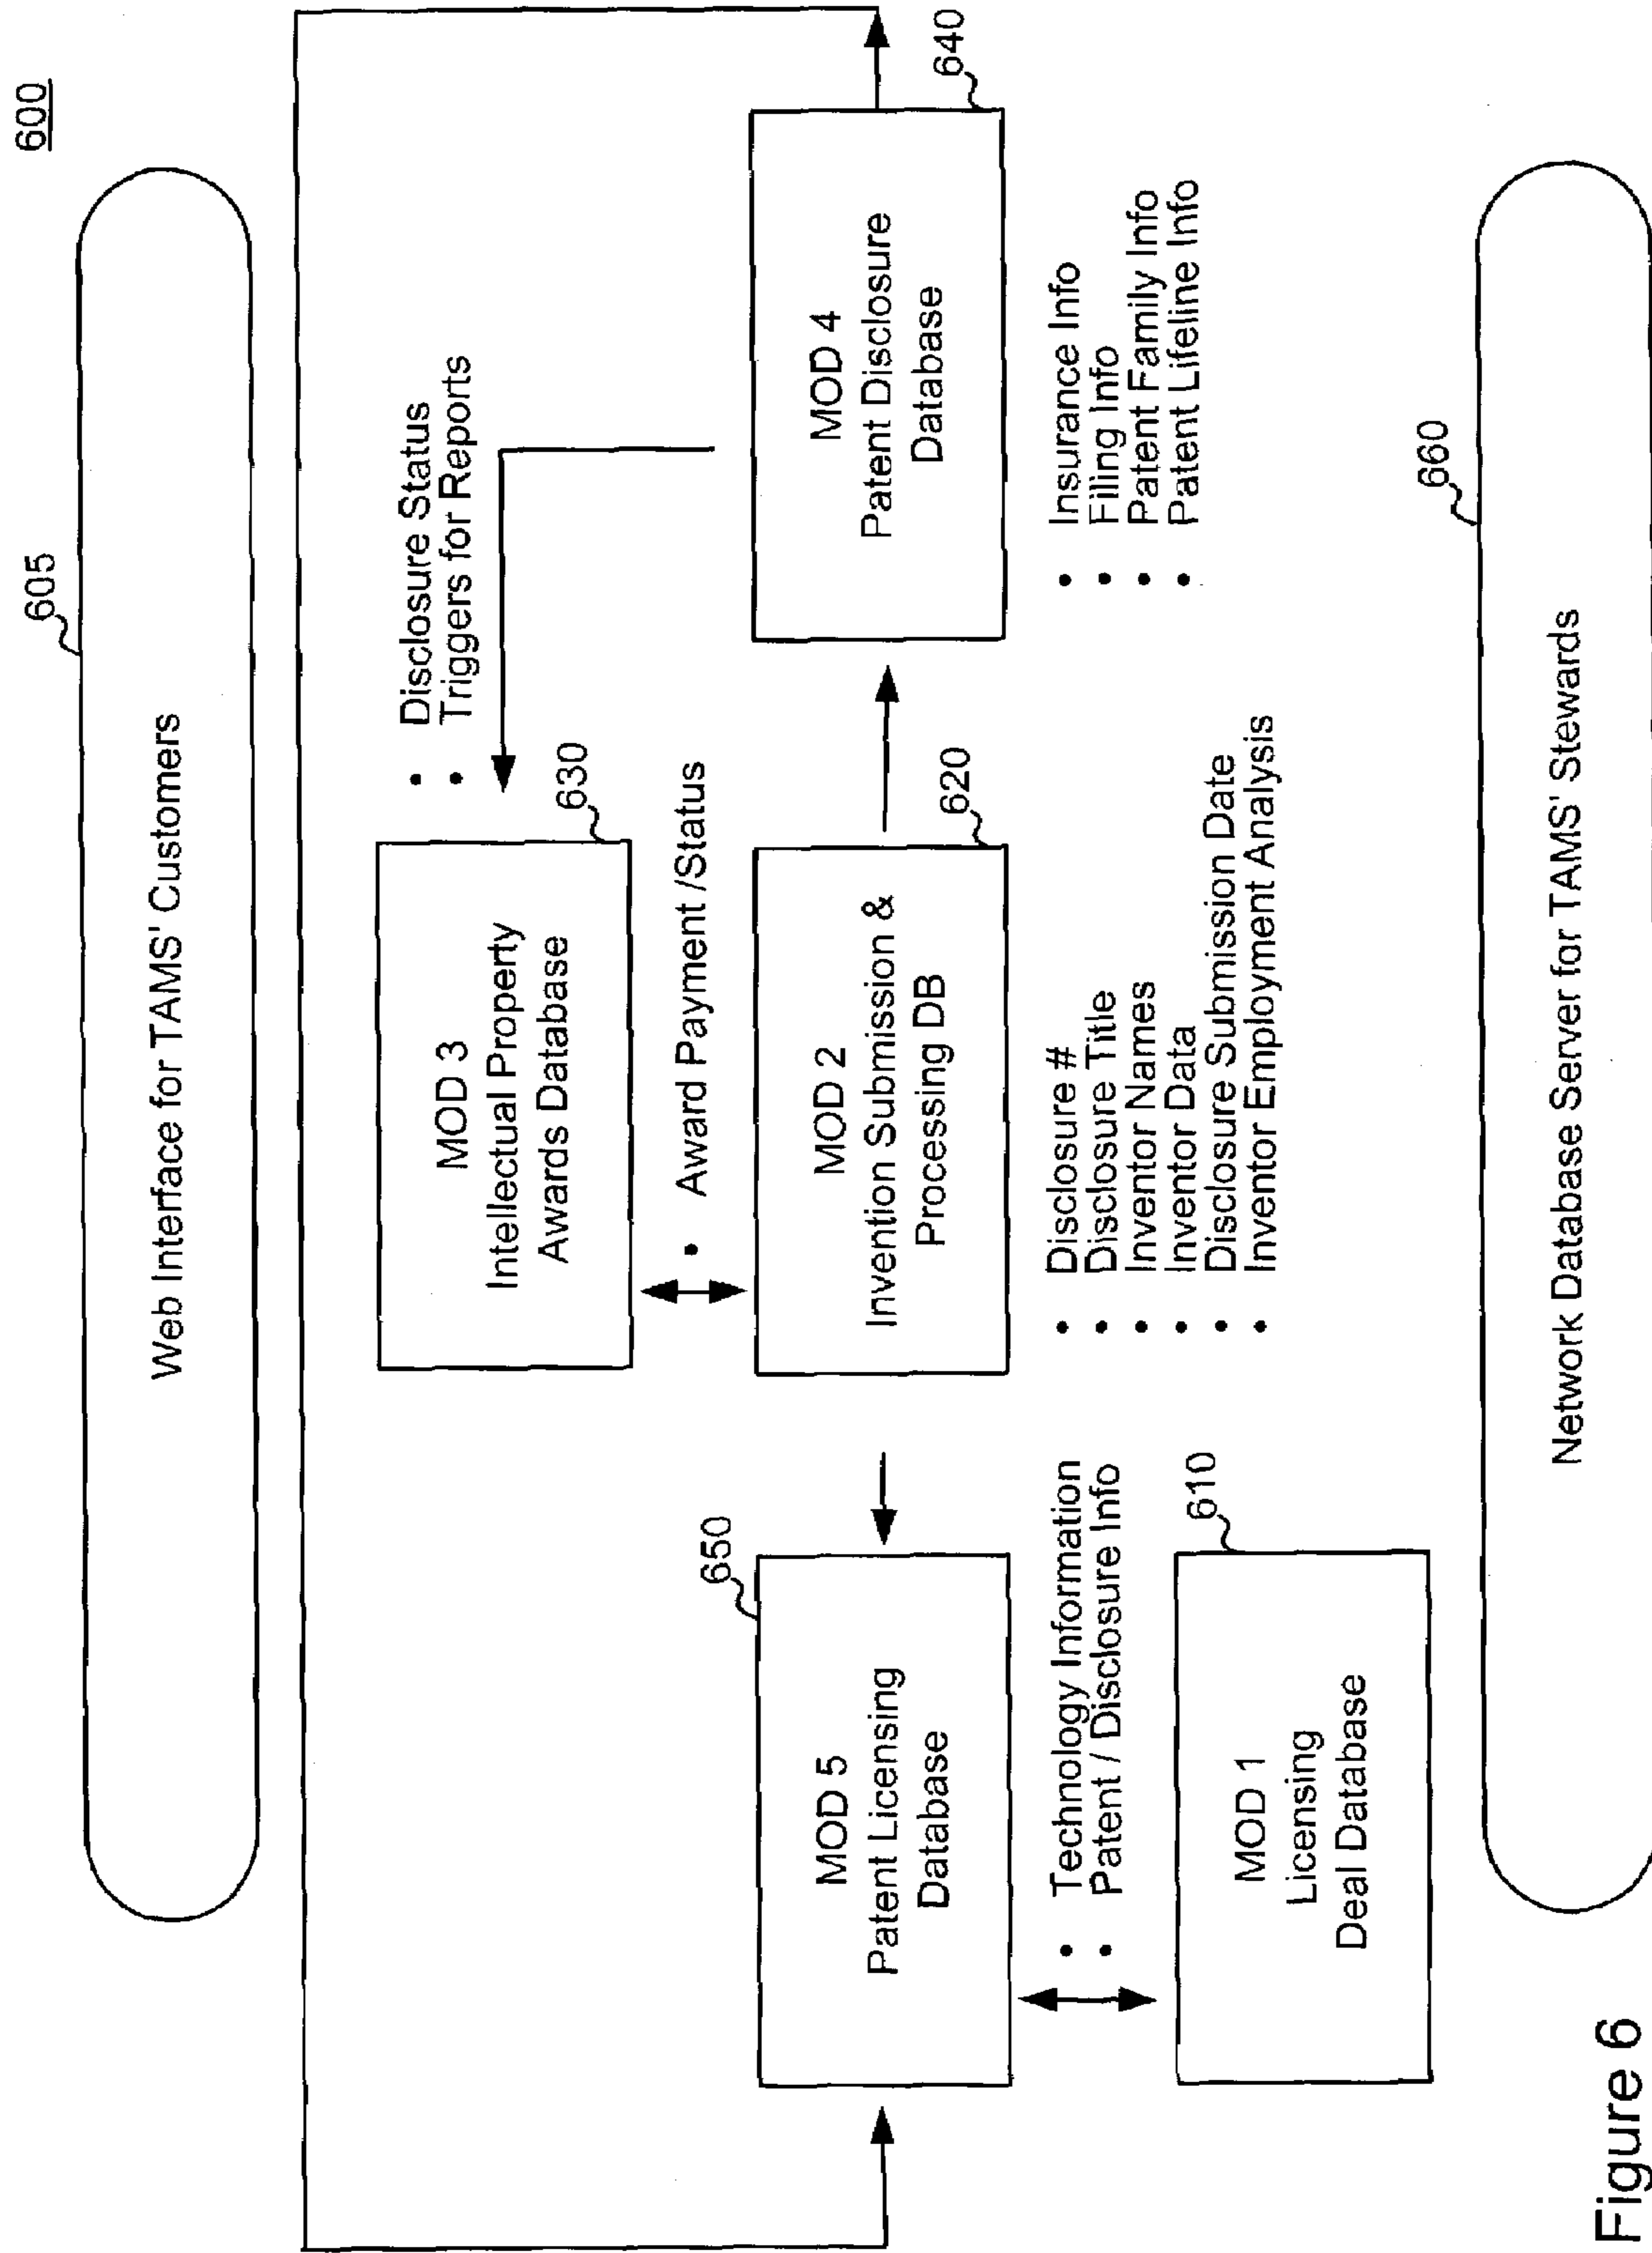 600
605
Web Interface for TAMS' Customers
• Disclosure Status
• Triggers for Reports
630
MOD 3
Intellectual Property
Awards Database
• Award Payment /Status
650
MOD 5
Patent Licensing
Database
620
MOD 2
Invention Submission &
Processing DB
640
MOD 4
Patent Disclosure
Database
• Technology Information
• Patent / Disclosure Info
• Disclosure #
• Disclosure Title
• Inventor Names
• Inventor Data
• Disclosure Submission Date
• Inventor Employment Analysis
• Insurance Info
• Filing Info
• Patent Family Info
• Patent Lifeline Info
610
MOD 1
Licensing
Deal Database
660
Network Database Server for TAMS' Stewards
Figure 6